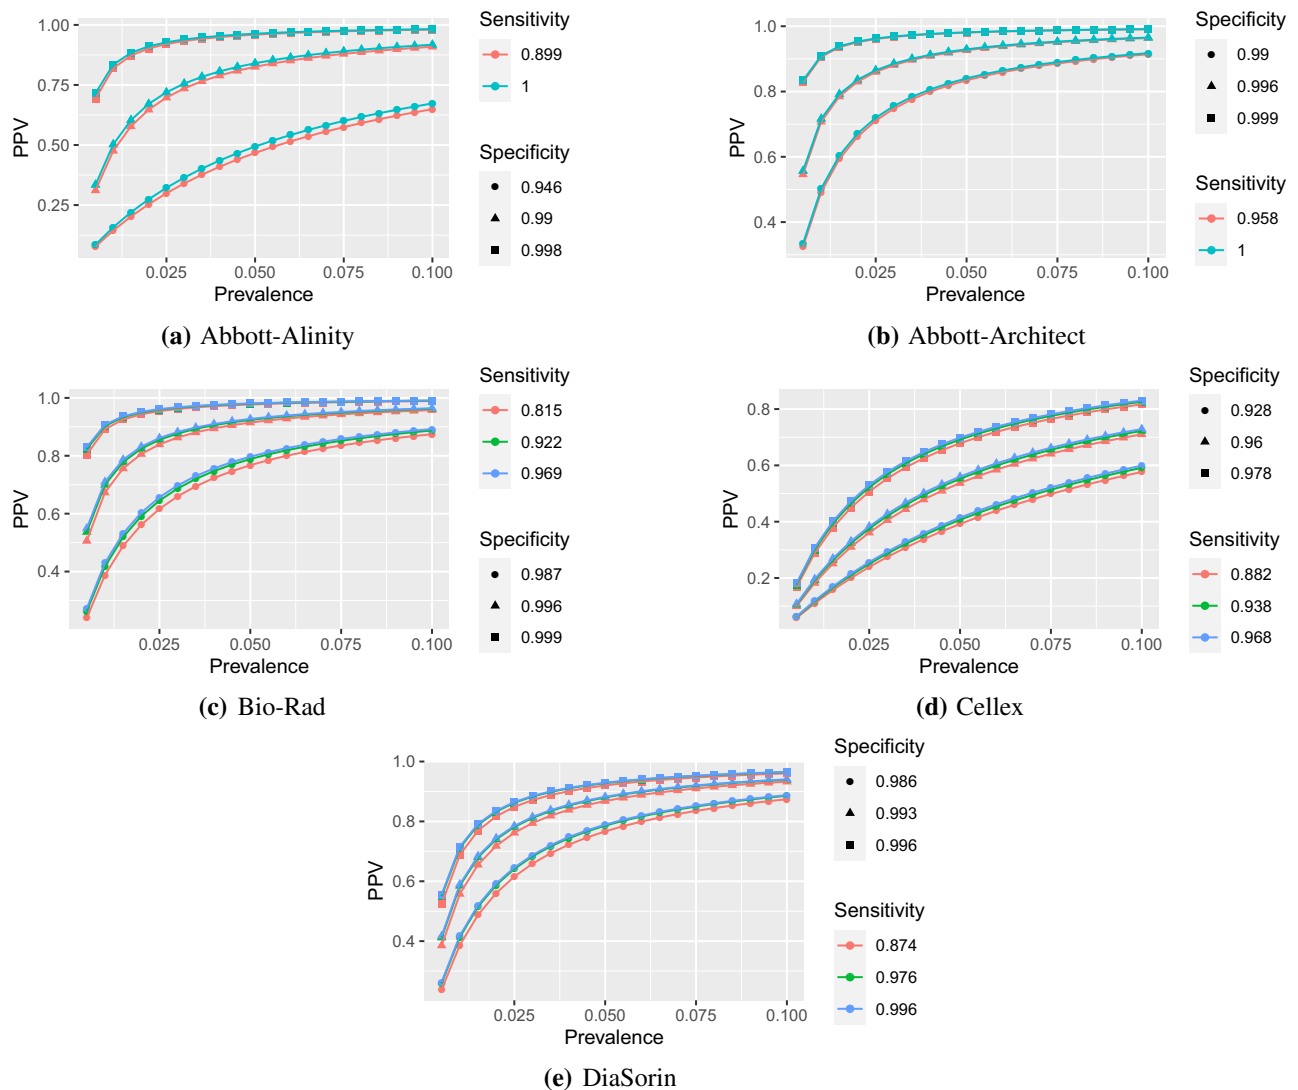 1.00
0.75
0.50
0.25
PPV
0.025
0.050
0.075
0.100
Prevalence
Sensitivity
0.899
1
Specificity
0.946
0.99
0.998
(a) Abbott-Alinity
1.0
0.8
0.6
0.4
PPV
0.025
0.050
0.075
0.100
Prevalence
Specificity
0.99
0.996
0.999
Sensitivity
0.958
1
(b) Abbott-Architect
1.0
0.8
0.6
0.4
PPV
0.025
0.050
0.075
0.100
Prevalence
Sensitivity
0.815
0.922
0.969
Specificity
0.987
0.996
0.999
(c) Bio-Rad
0.8
0.6
0.4
0.2
PPV
0.025
0.050
0.075
0.100
Prevalence
Specificity
0.928
0.96
0.978
Sensitivity
0.882
0.938
0.968
(d) Cellex
1.0
0.8
0.6
0.4
PPV
0.025
0.050
0.075
0.100
Prevalence
Specificity
0.986
0.993
0.996
Sensitivity
0.874
0.976
0.996
(e) DiaSorin